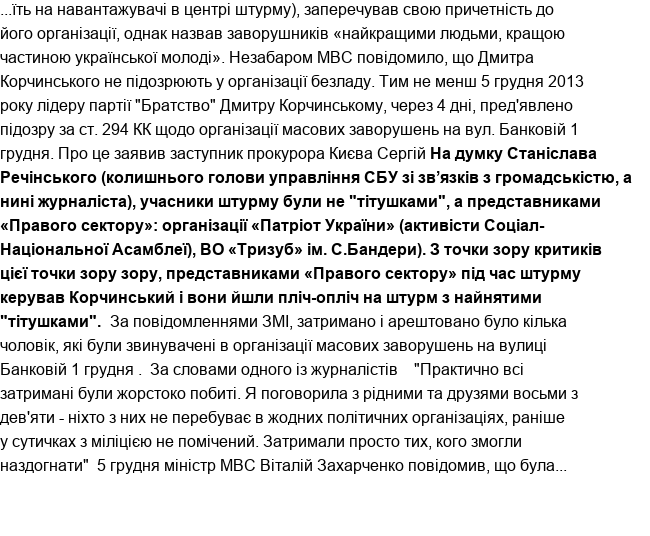 ...їть на навантажувачі в центрі штурму), заперечував свою причетність до
його організації, однак назвав заворушників «найкращими людьми, кращою
частиною української молоді». Незабаром МВС повідомило, що Дмитра
Корчинського не підозрюють у організації безладу. Тим не менш 5 грудня 2013
року лідеру партії "Братство" Дмитру Корчинському, через 4 дні, пред'явлено
підозру за ст. 294 КК щодо організації масових заворушень на вул. Банковій 1
грудня. Про це заявив заступник прокурора Києва Сергій На думку Станіслава
Речінського (колишнього голови управління СБУ зі зв’язків з громадськістю, а
нині журналіста), учасники штурму були не "тітушками", а представниками
«Правого сектору»: організації «Патріот України» (активісти Соціал-
Національної Асамблеї), ВО «Тризуб» ім. С.Бандери). З точки зору критиків
цієї точки зору зору, представниками «Правого сектору» під час штурму
керував Корчинський і вони йшли пліч-опліч на штурм з найнятими
"тітушками".  За повідомленнями ЗМІ, затримано і арештовано було кілька
чоловік, які були звинувачені в організації масових заворушень на вулиці
Банковій 1 грудня .  За словами одного із журналістів    "Практично всі
затримані були жорстоко побиті. Я поговорила з рідними та друзями восьми з
дев'яти - ніхто з них не перебуває в жодних політичних організаціях, раніше
у сутичках з міліцією не помічений. Затримали просто тих, кого змогли
наздогнати"  5 грудня міністр МВС Віталій Захарченко повідомив, що була...